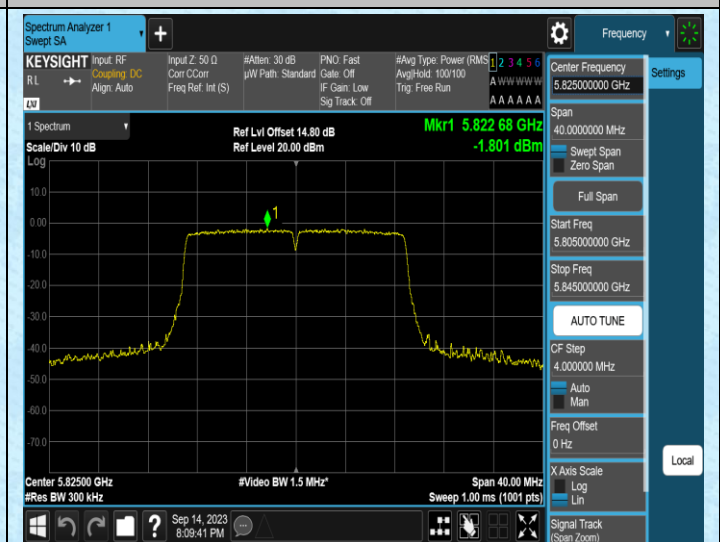 Spectrum Analyzer 1
Swept SA
+
Frequency
KEYSIGHT
RL
LXI
Input: RF
Coupling: DC
Align: Auto
Input Z: 50 Ω
Corr CCorr
Freq Ref: Int (S)
#Atten: 30 dB
µW Path: Standard
PNO: Fast
Gate: Off
IF Gain: Low
Sig Track: Off
#Avg Type: Power (RMS
Avg|Hold: 100/100
Trig: Free Run
1 2 3 4 5 6
A W W W W W
A A A A A A
1 Spectrum
Scale/Div 10 dB
Log
Ref Lvl Offset 14.80 dB
Ref Level 20.00 dBm
Mkr1 5.822 68 GHz
-1.801 dBm
10.0
0.00
-10.0
-20.0
-30.0
-40.0
-50.0
-60.0
-70.0
1
Center 5.82500 GHz
#Res BW 300 kHz
#Video BW 1.5 MHz*
Span 40.00 MHz
Sweep 1.00 ms (1001 pts)
?
Sep 14, 2023
8:09:41 PM
Center Frequency
5.825000000 GHz
Span
40.0000000 MHz
Swept Span
Zero Span
Full Span
Start Freq
5.805000000 GHz
Stop Freq
5.845000000 GHz
AUTO TUNE
CF Step
4.000000 MHz
Auto
Man
Freq Offset
0 Hz
X Axis Scale
Log
Lin
Signal Track
(Span Zoom)
Settings
Local